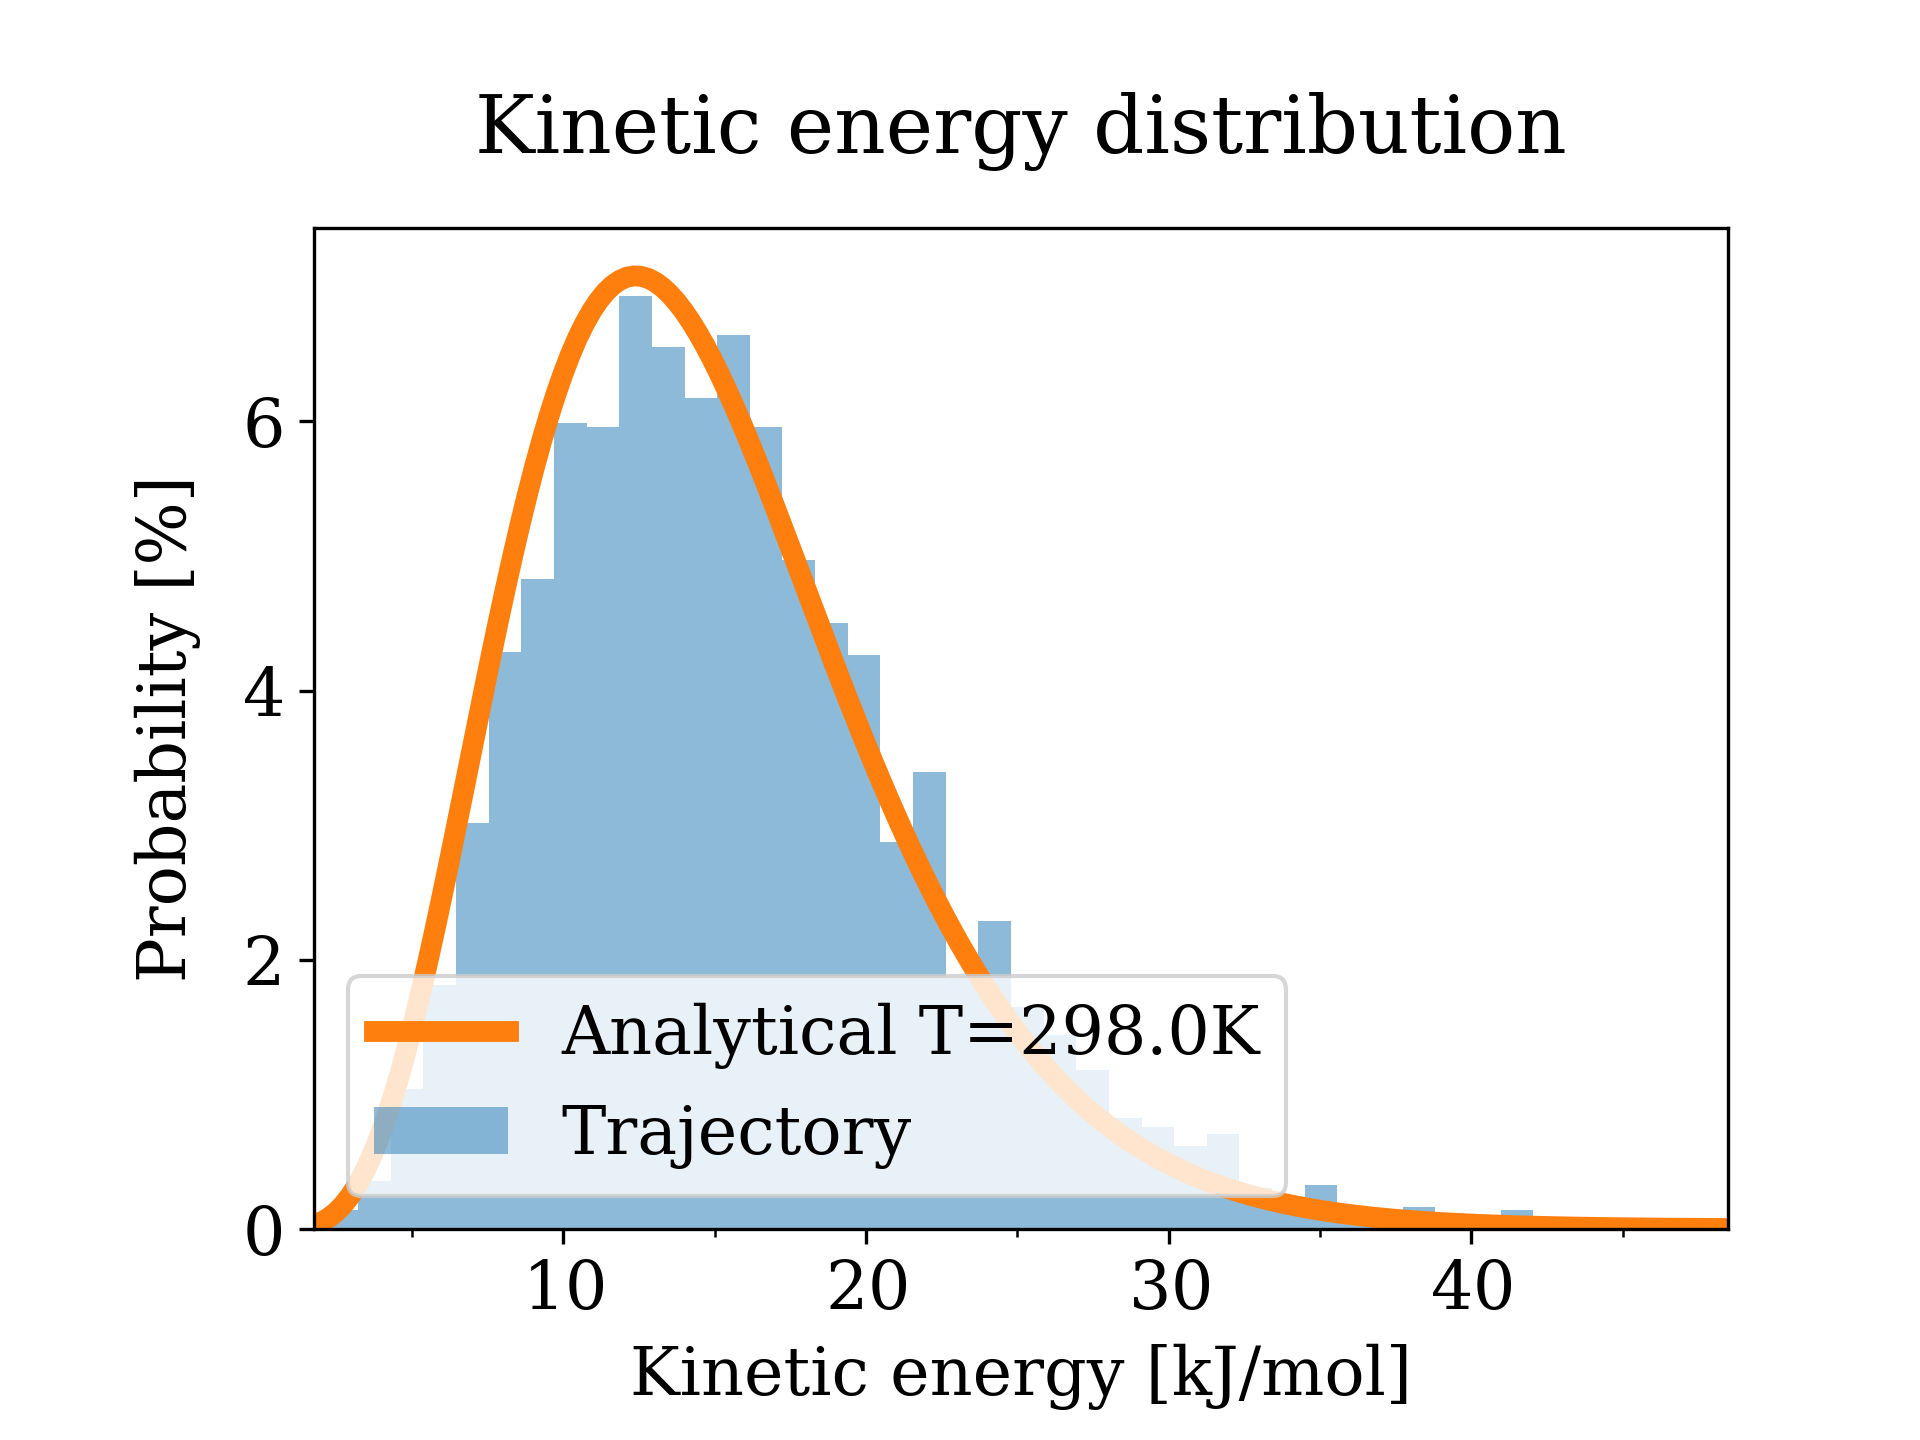 Kinetic energy distribution
Probability [%]
6
4
2
0
Analytical T=298.0K
Trajectory
10 20 30 40
Kinetic energy [kJ/mol]